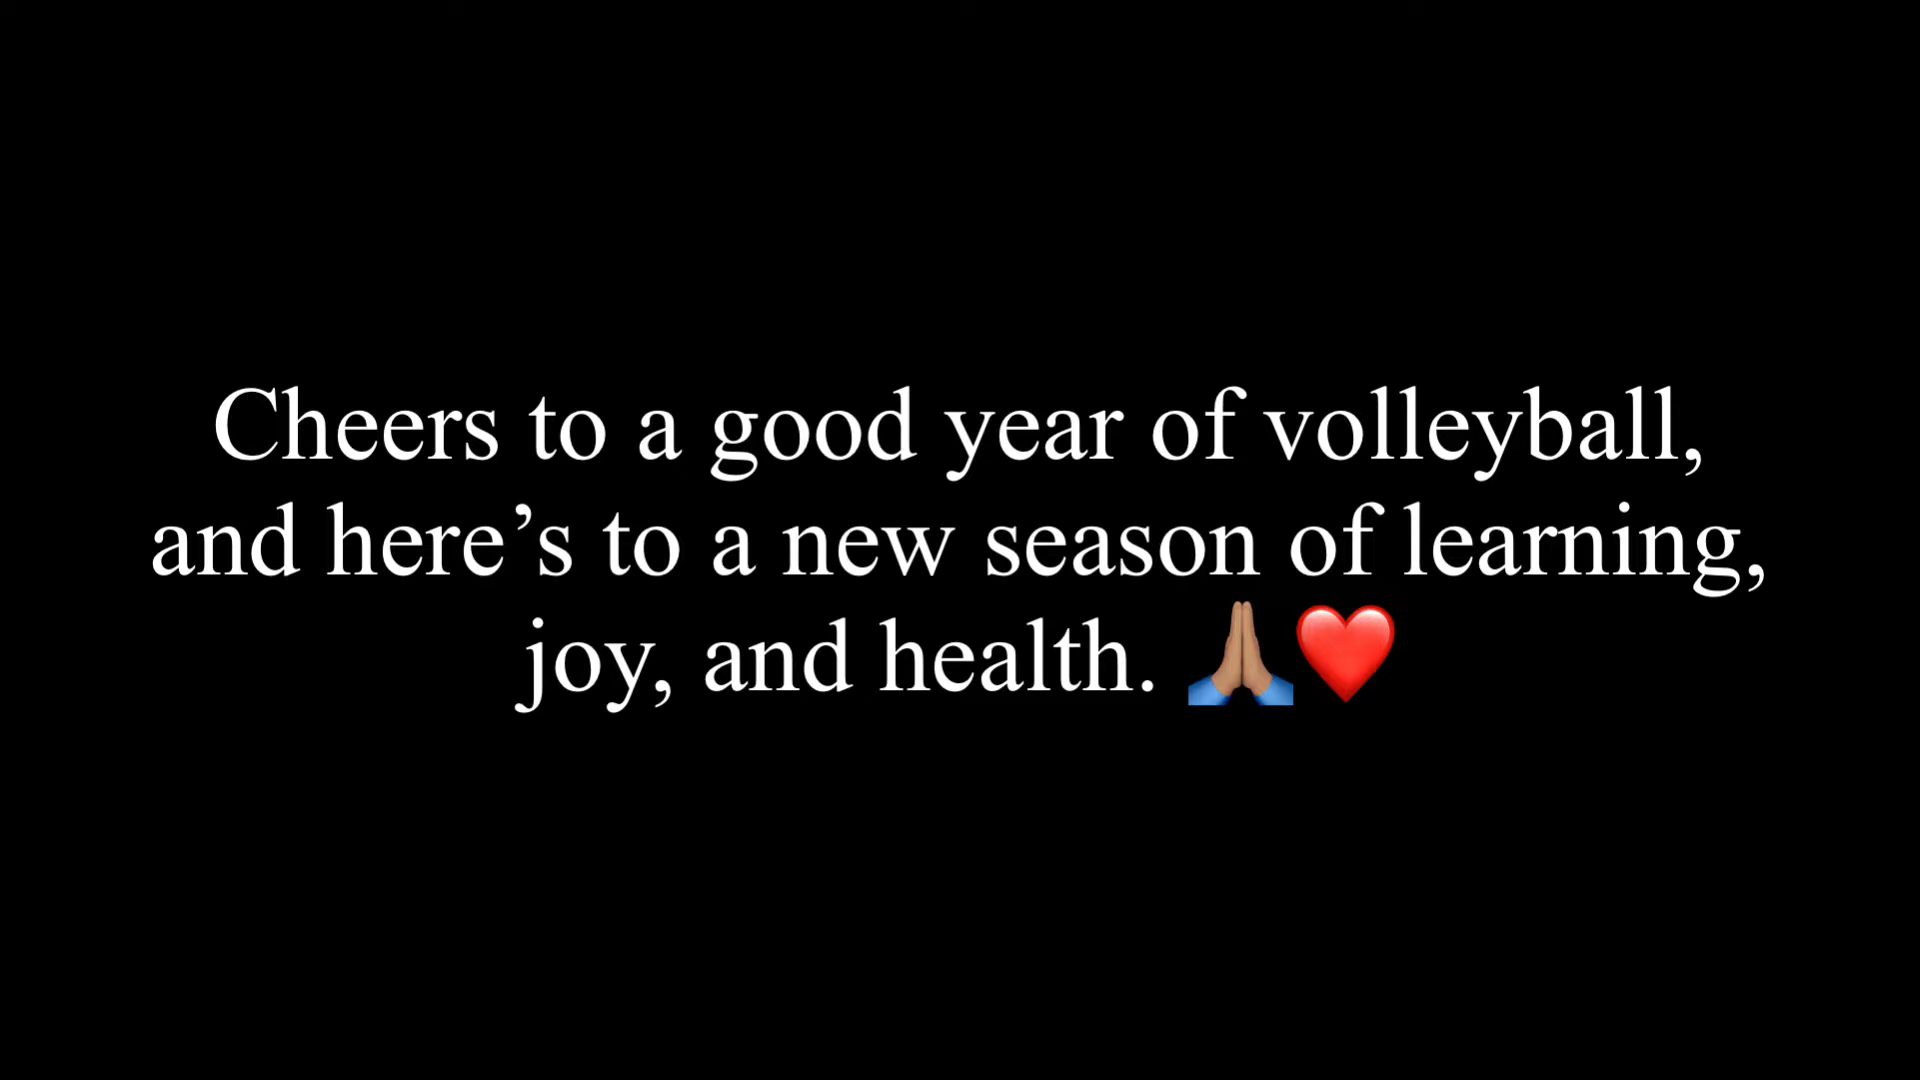 Cheers to a good year of volleyball,
and here’s to a new season of learning,
joy, and health. 🙏🏽❤️